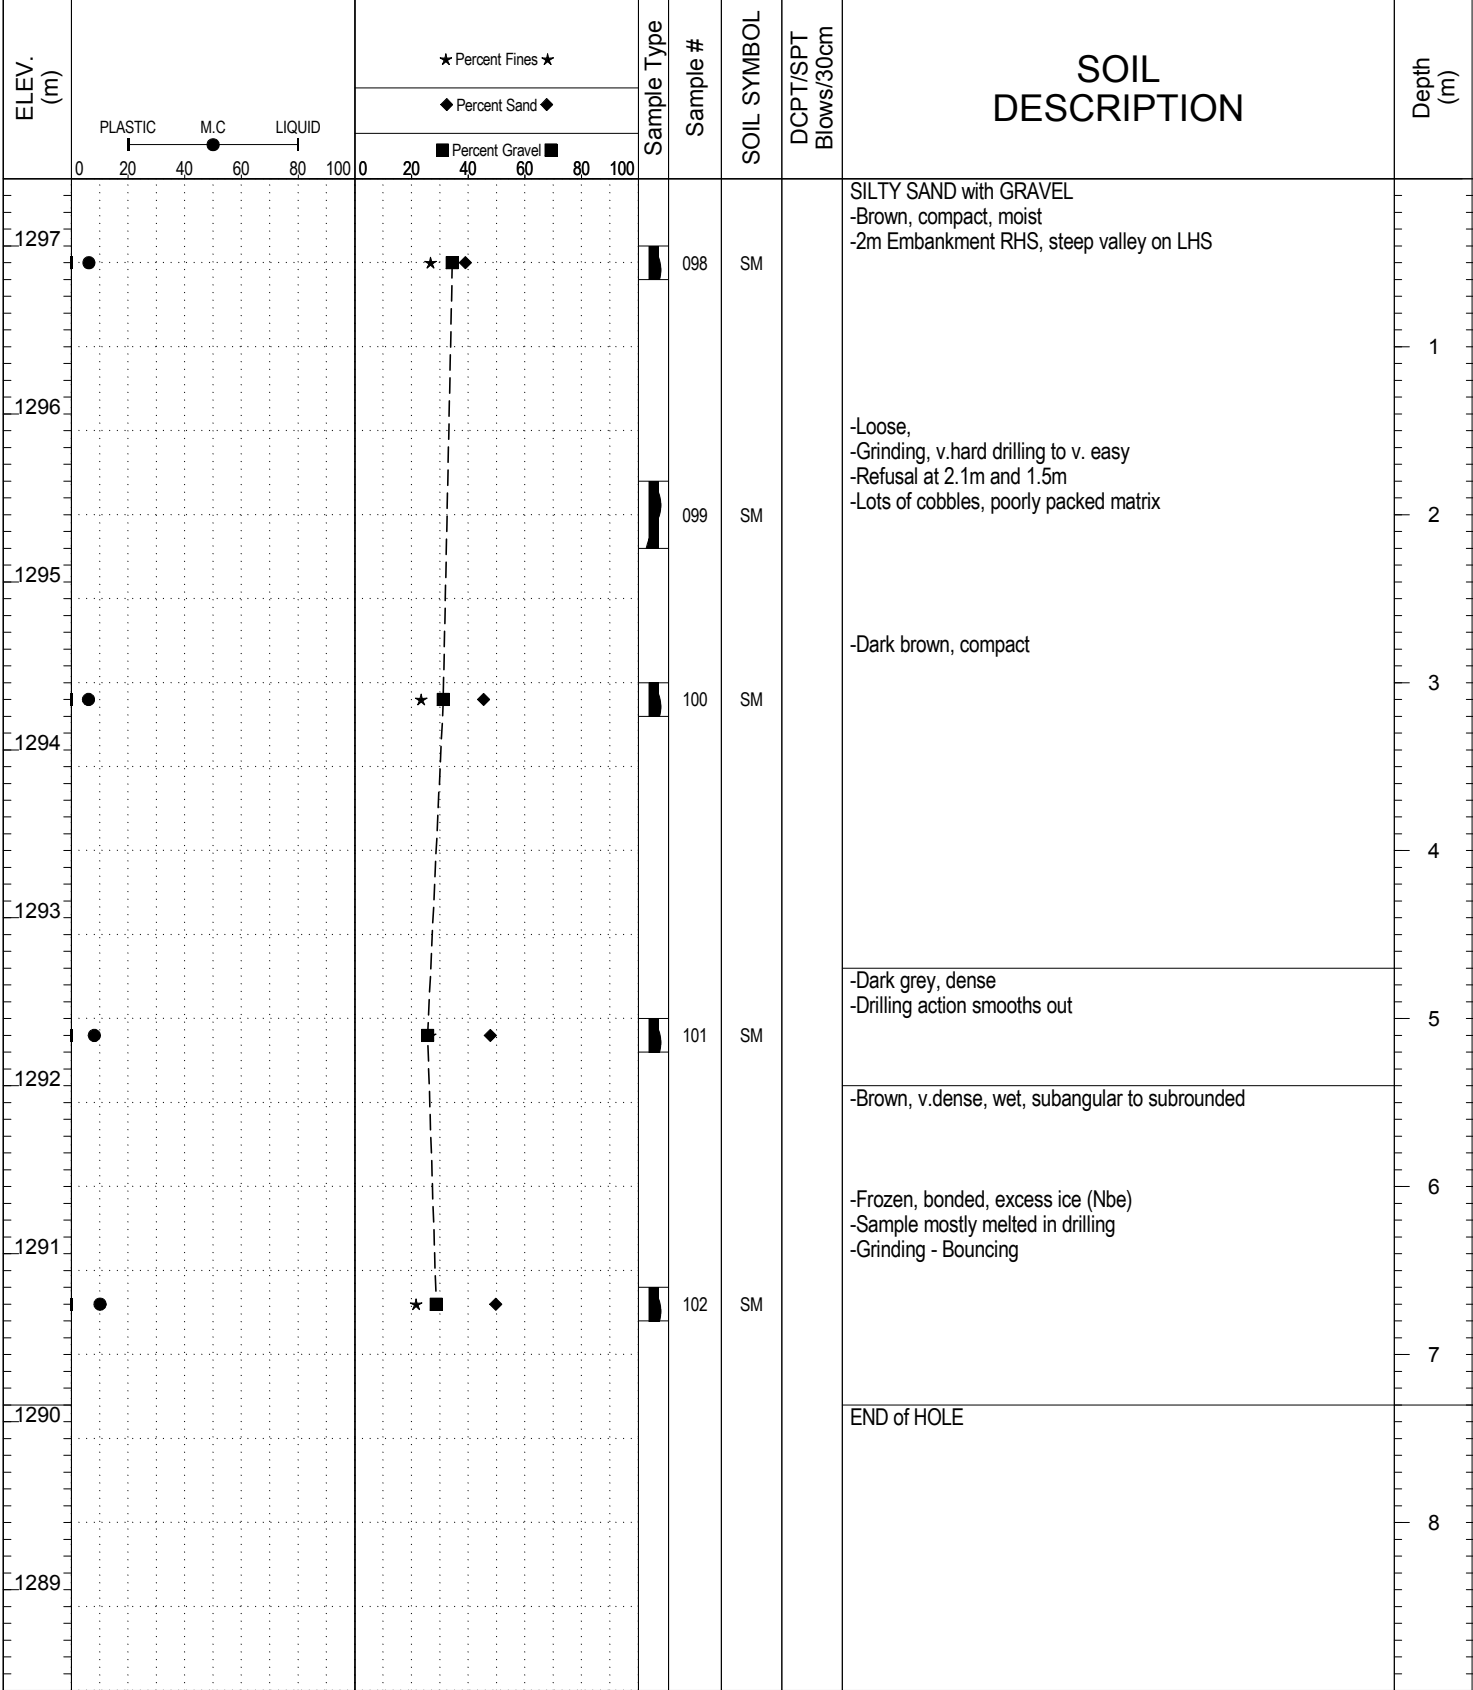 ELEV.
(m)
PLASTIC M.C LIQUID
0 20 40 60 80 100
★ Percent Fines ★
◆ Percent Sand ◆
■ Percent Gravel ■
0 20 40 60 80 100
Sample Type
Sample #
SOIL SYMBOL
DCPT/SPT
Blows/30cm
SOIL
DESCRIPTION
Depth
(m)
SILTY SAND with GRAVEL
-Brown, compact, moist
1297
-2m Embankment RHS, steep valley on LHS
098 SM
1
1296
-Loose,
-Grinding, v.hard drilling to v. easy
-Refusal at 2.1m and 1.5m
-Lots of cobbles, poorly packed matrix
099 SM
2
1295
-Dark brown, compact
3
100 SM
1294
4
1293
-Dark grey, dense
-Drilling action smooths out
5
101 SM
1292
-Brown, v.dense, wet, subangular to subrounded
6
-Frozen, bonded, excess ice (Nbe)
-Sample mostly melted in drilling
-Grinding - Bouncing
1291
102 SM
7
1290
END of HOLE
8
1289